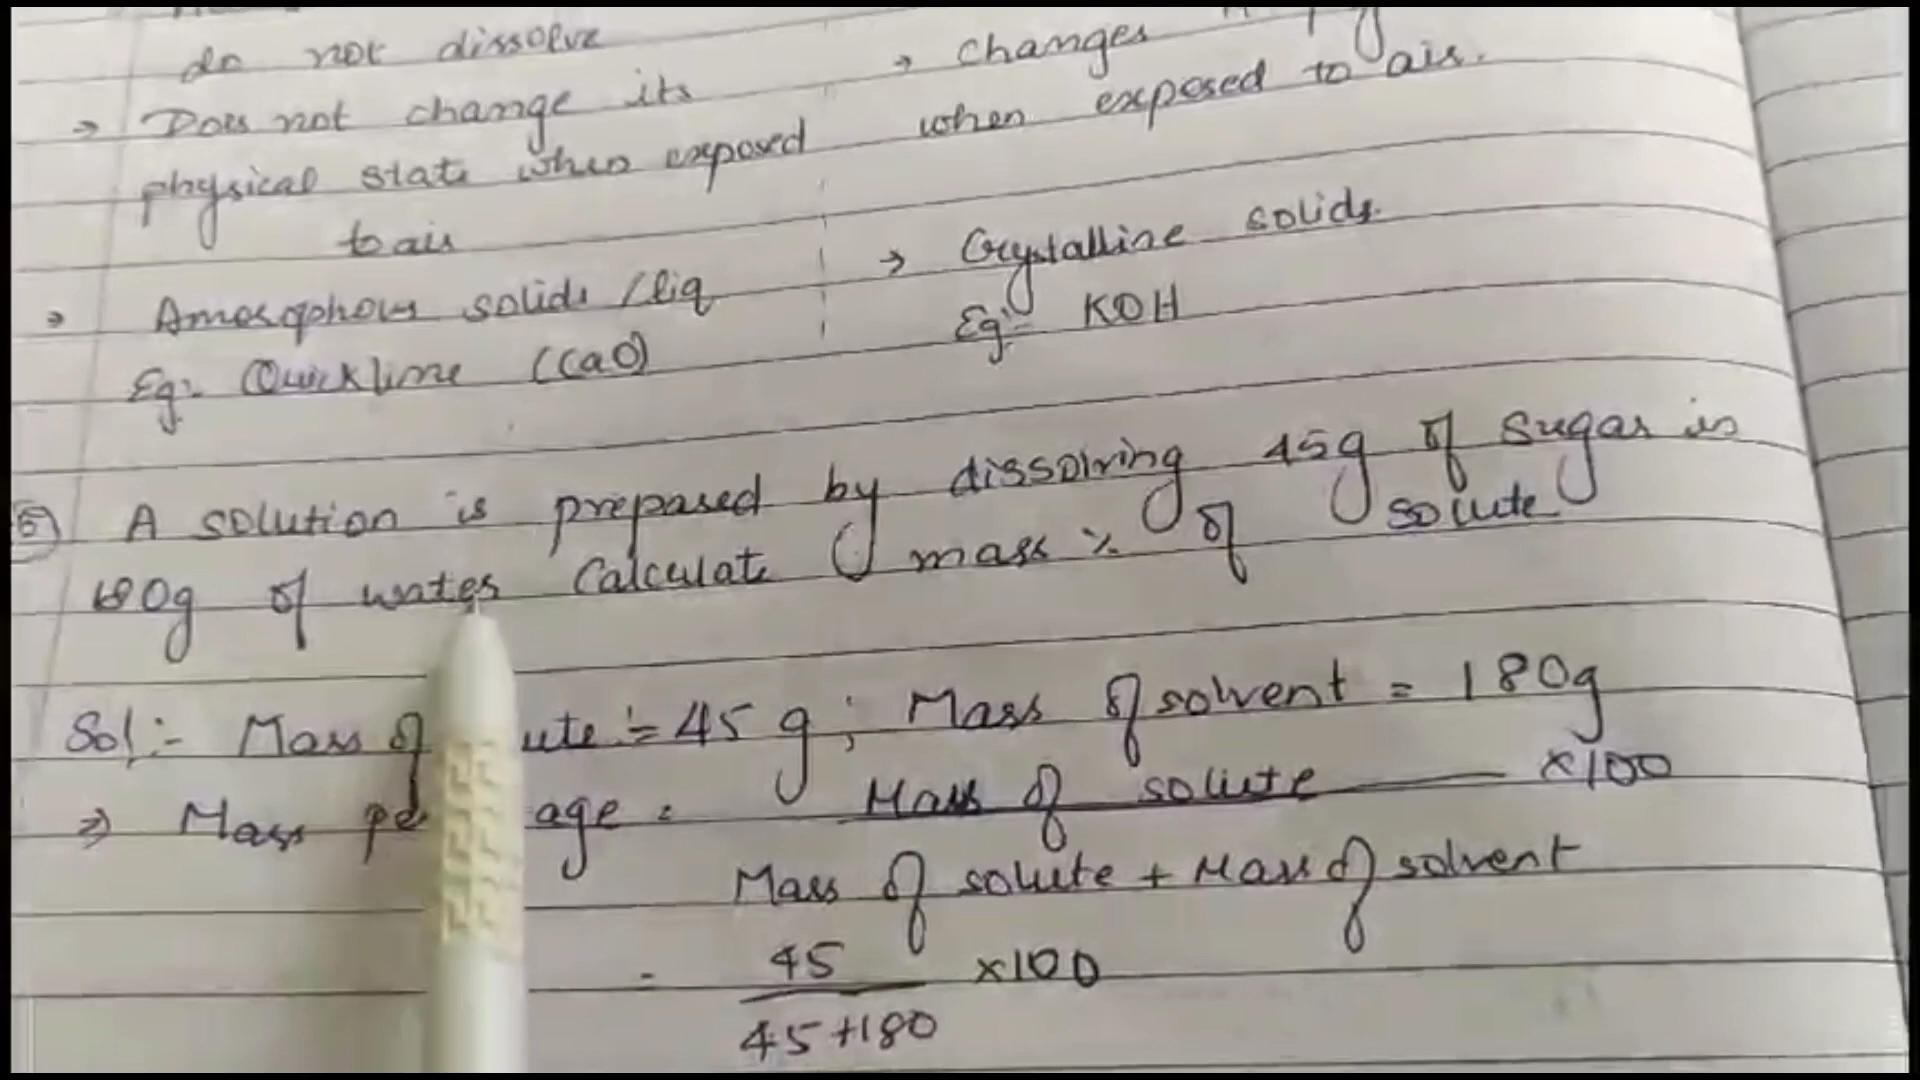 do not dissolve
→ Does not change its
physical state when exposed
to air
→ Amorphous solids / liq
Eg:- Quicklime (CaO)
→ changes
when exposed to air.
→ Crystalline solids.
Eg:- KOH
5) A solution is prepared by dissolving 45g of sugar in
180g of water Calculate mass % of solute
Sol:- Mass of ute = 45 g ; Mass of solvent = 180g
⇒ Mass pe age = Mass of solute ×100
Mass of solute + Mass of solvent
= 45 ×100
45+180